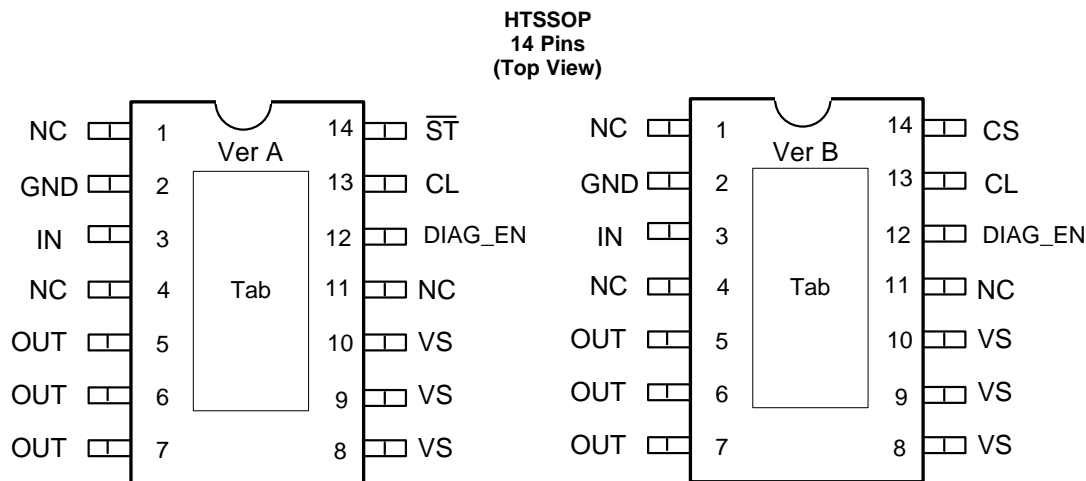 HTSSOP
14 Pins
(Top View)
Ver A
NC 1 14 S̅T̅
GND 2 13 CL
IN 3 12 DIAG_EN
NC 4 Tab 11 NC
OUT 5 10 VS
OUT 6 9 VS
OUT 7 8 VS
Ver B
NC 1 14 CS
GND 2 13 CL
IN 3 12 DIAG_EN
NC 4 Tab 11 NC
OUT 5 10 VS
OUT 6 9 VS
OUT 7 8 VS